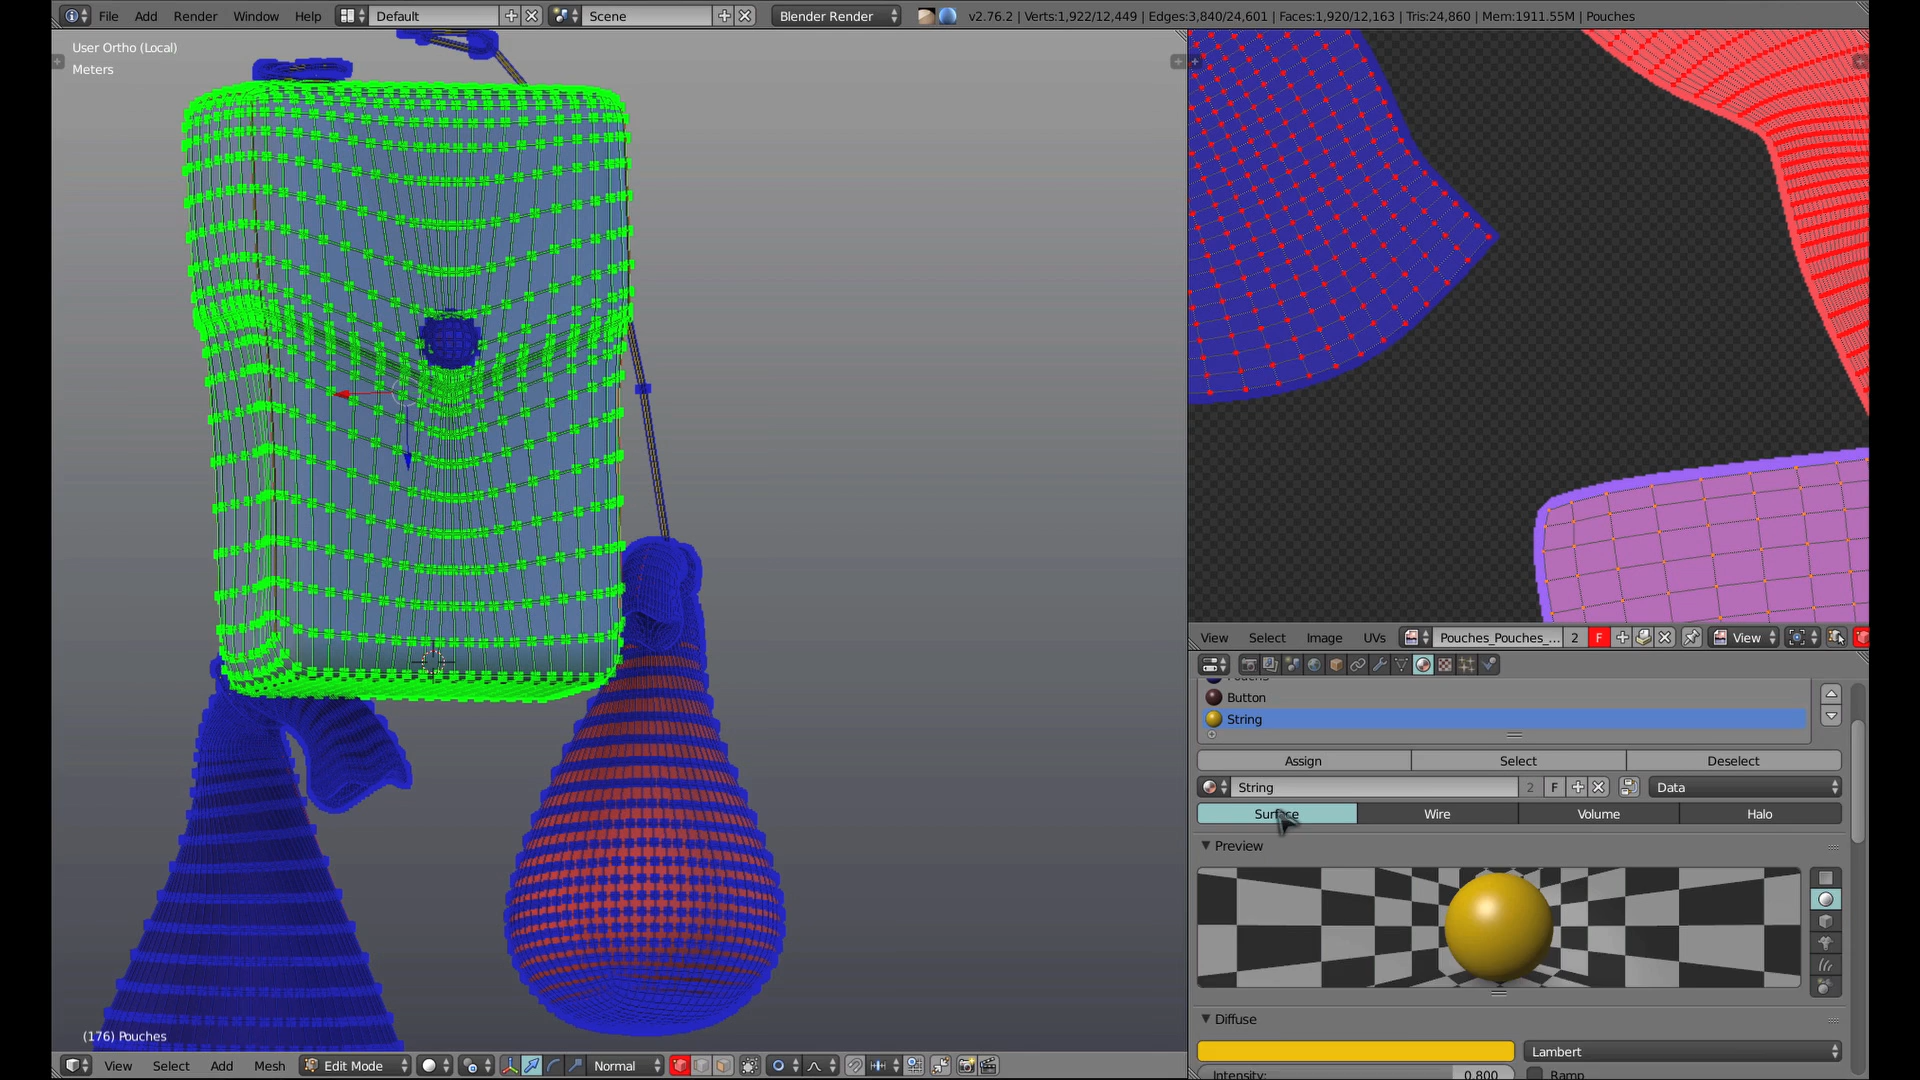 File Add Render Window Help Default Scene Blender Render v2.76.2 | Verts:1,922/12,449 | Edges:3,840/24,601 | Faces:1,920/12,163 | Tris:24,860 | Mem:1911.55M | Pouches
User Ortho (Local)
Meters
(176) Pouches
View Select Add Mesh Edit Mode Normal
View Select Image UVs Pouches_Pouches_... 2 F View
Button
String
Assign Select Deselect
String 2 F Data
Surface Wire Volume Halo
Preview
Diffuse
Lambert
Intensity: 0.800 Ramp